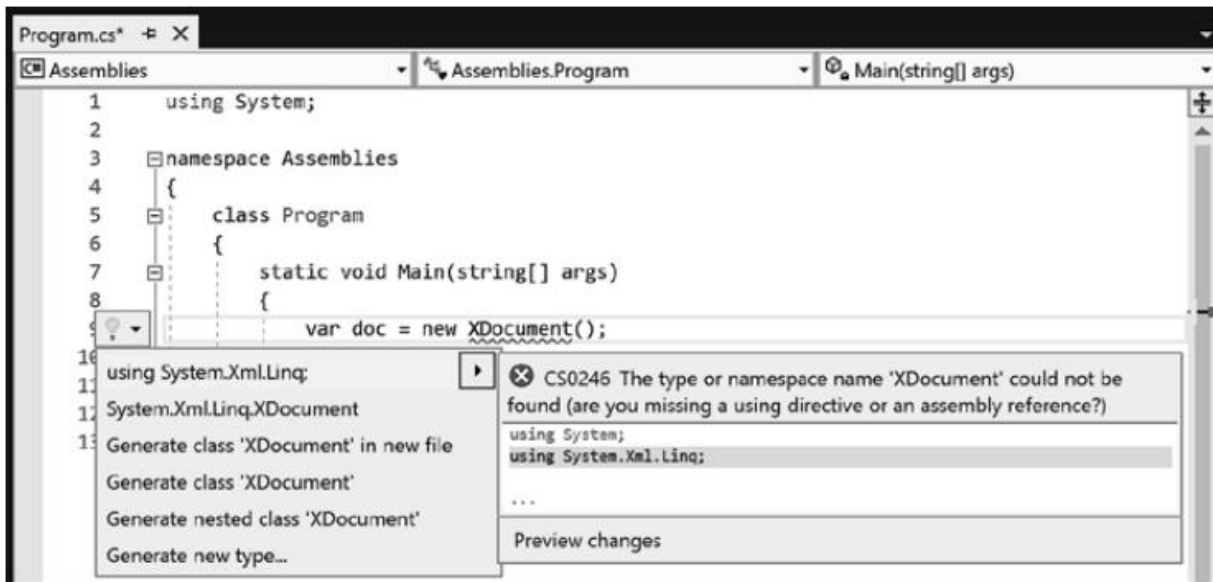 Program.cs*
C# Assemblies Assemblies.Program Main(string[] args)
1 using System;
2
3 namespace Assemblies
4 {
5 class Program
6 {
7 static void Main(string[] args)
8 {
9 var doc = new XDocument();
10
11
12
13
using System.Xml.Linq;
System.Xml.Linq.XDocument
Generate class 'XDocument' in new file
Generate class 'XDocument'
Generate nested class 'XDocument'
Generate new type...
CS0246 The type or namespace name 'XDocument' could not be
found (are you missing a using directive or an assembly reference?)
using System;
using System.Xml.Linq;
...
Preview changes